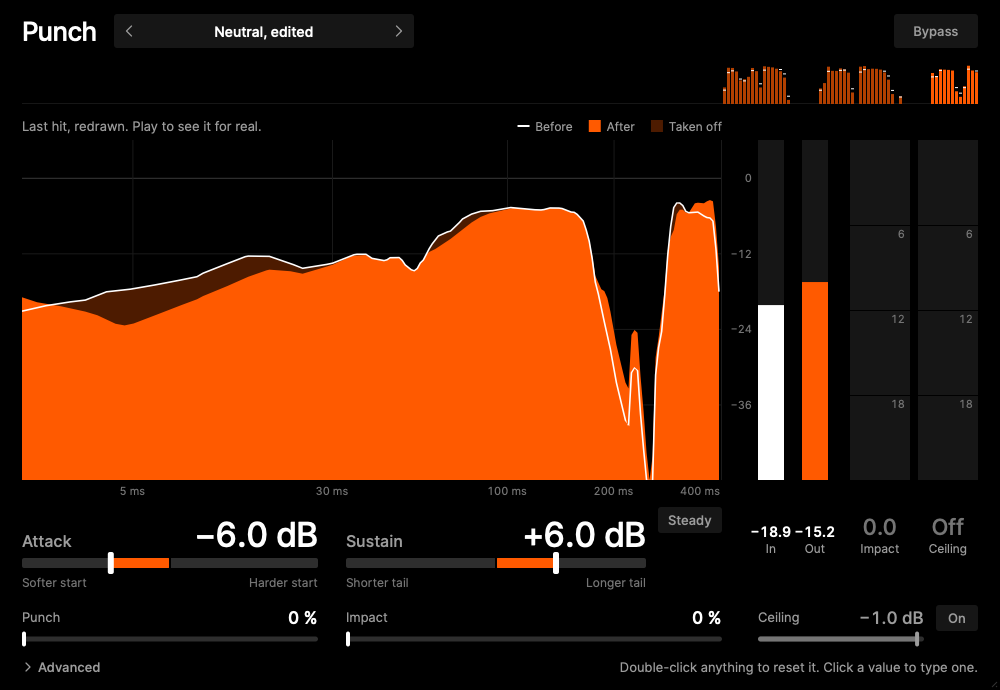 Punch
Neutral, edited
Bypass
Last hit, redrawn. Play to see it for real.
Before After Taken off
0
−12
−24
−36
6 6
12 12
18 18
5 ms 30 ms 100 ms 200 ms 400 ms
Attack −6.0 dB
Sustain +6.0 dB
Steady
−18.9 −15.2 0.0 Off
In Out Impact Ceiling
Softer start Harder start
Shorter tail Longer tail
Punch 0 %
Impact 0 %
Ceiling −1.0 dB On
Advanced
Double-click anything to reset it. Click a value to type one.